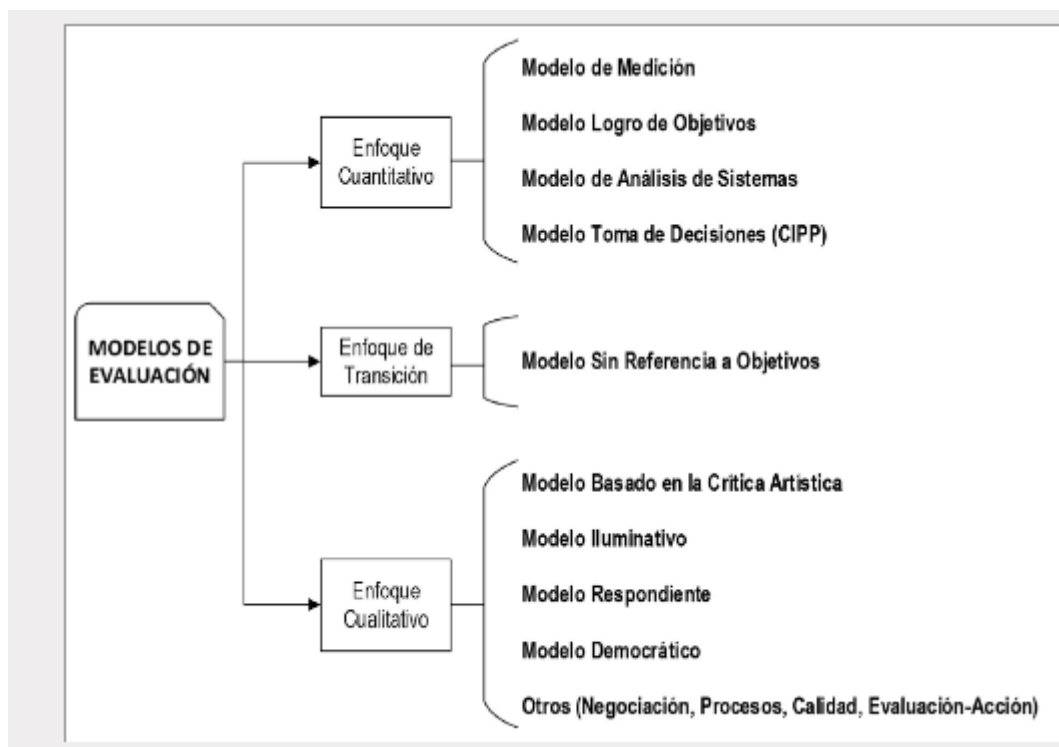 Modelo de Medición
Enfoque
Cuantitativo
Modelo Logro de Objetivos
Modelo de Análisis de Sistemas
Modelo Toma de Decisiones (CIPP)
MODELOS DE
EVALUACIÓN
Enfoque de
Transición
Modelo Sin Referencia a Objetivos
Enfoque
Cualitativo
Modelo Basado en la Crítica Artística
Modelo Iluminativo
Modelo Respondiente
Modelo Democrático
Otros (Negociación, Procesos, Calidad, Evaluación-Acción)